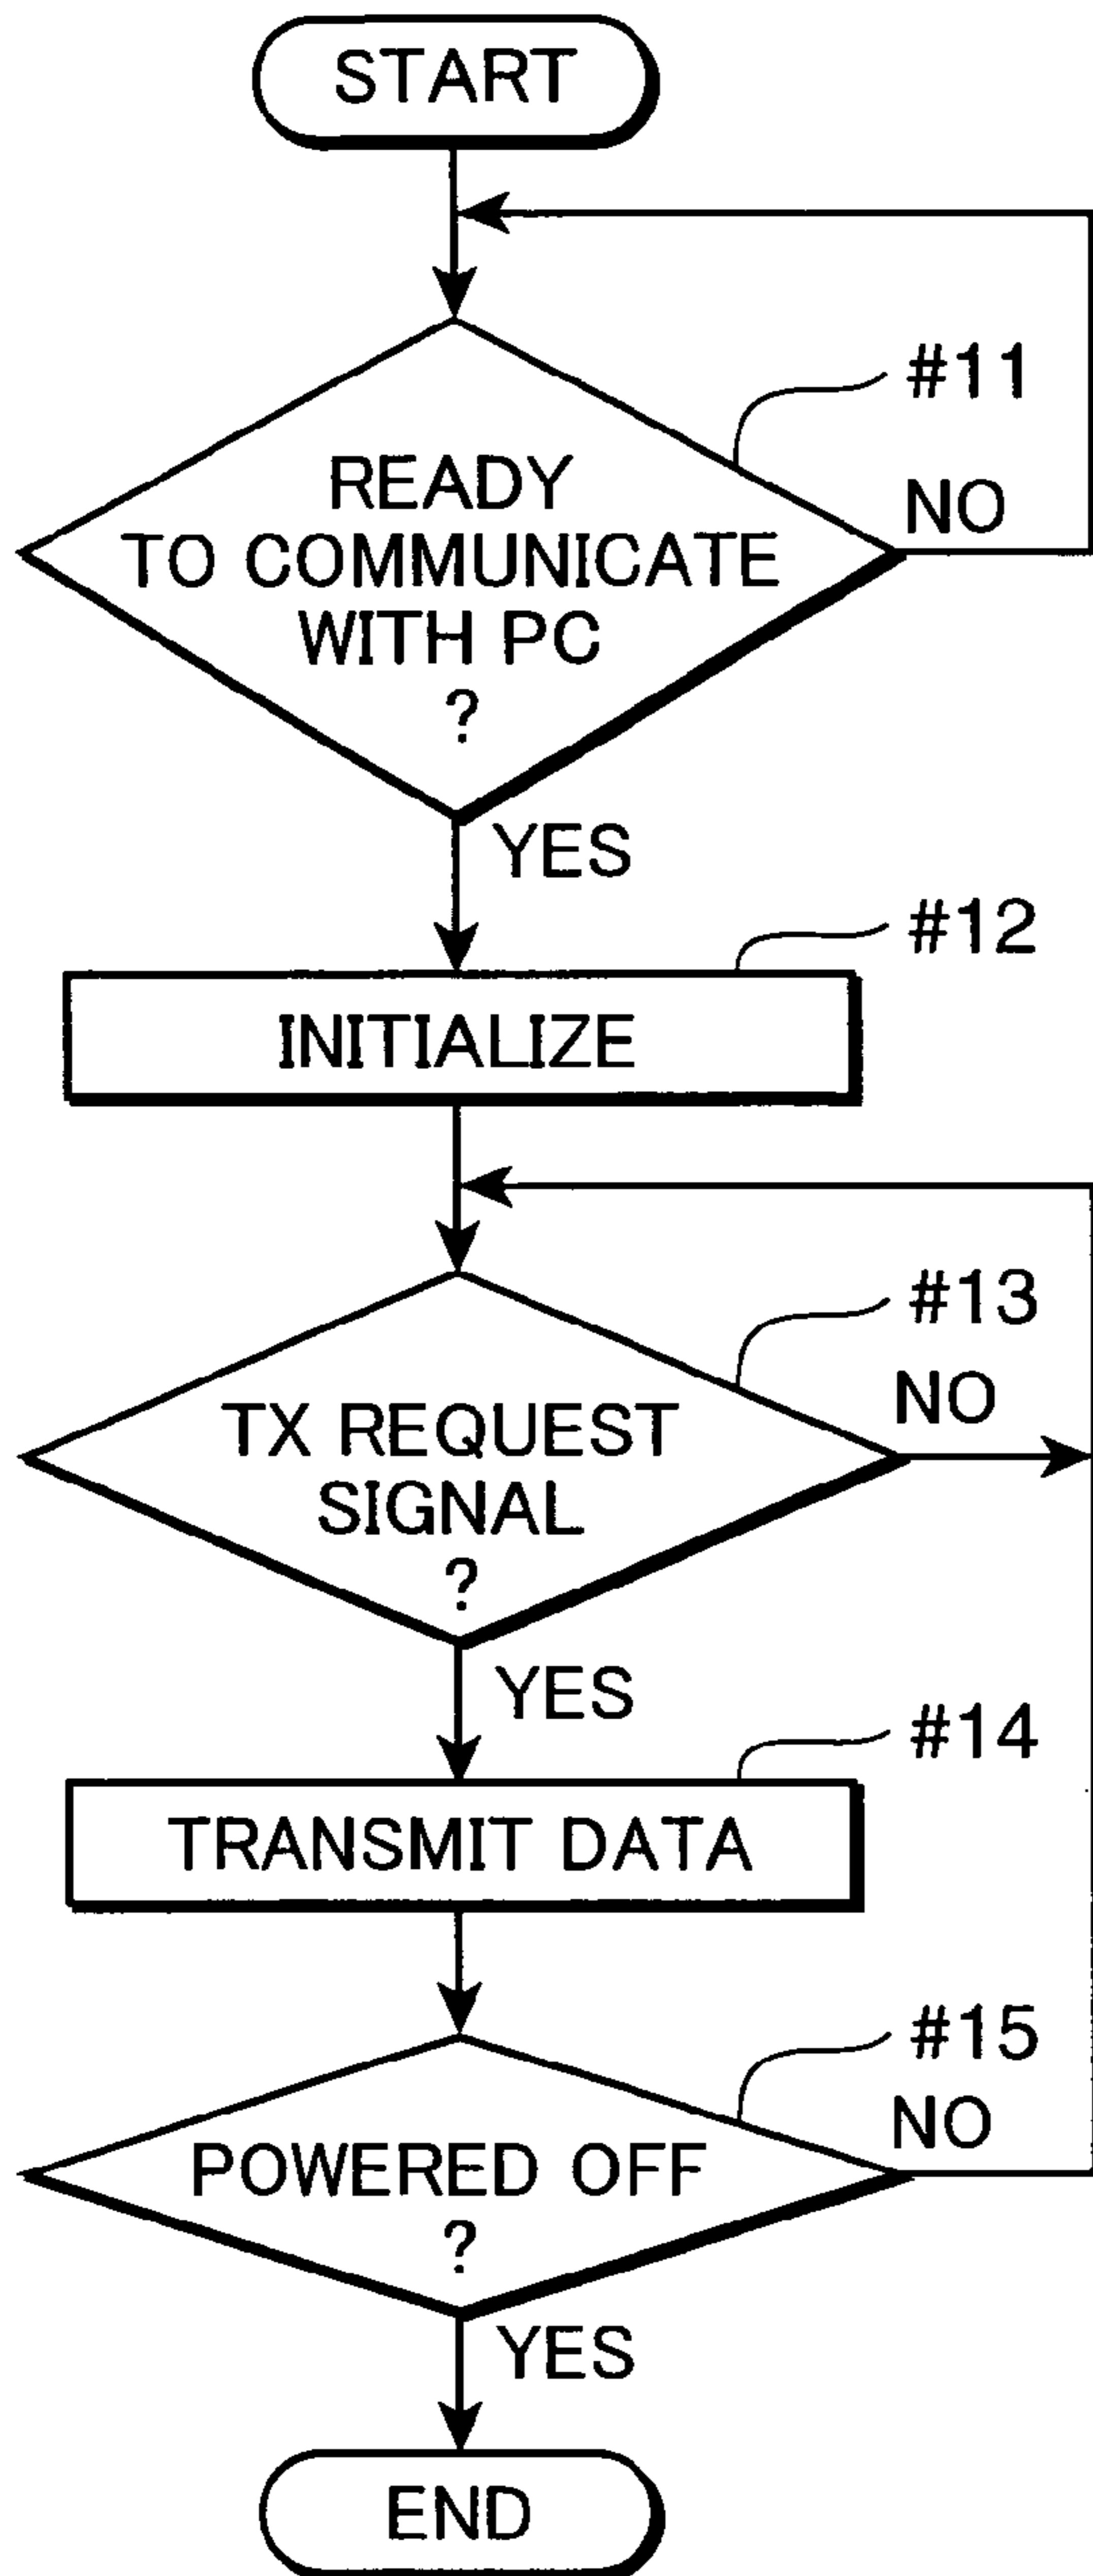 START
#11
READY
TO COMMUNICATE
WITH PC
?
NO
YES
#12
INITIALIZE
#13
TX REQUEST
SIGNAL
?
NO
YES
#14
TRANSMIT DATA
#15
POWERED OFF
?
NO
YES
END